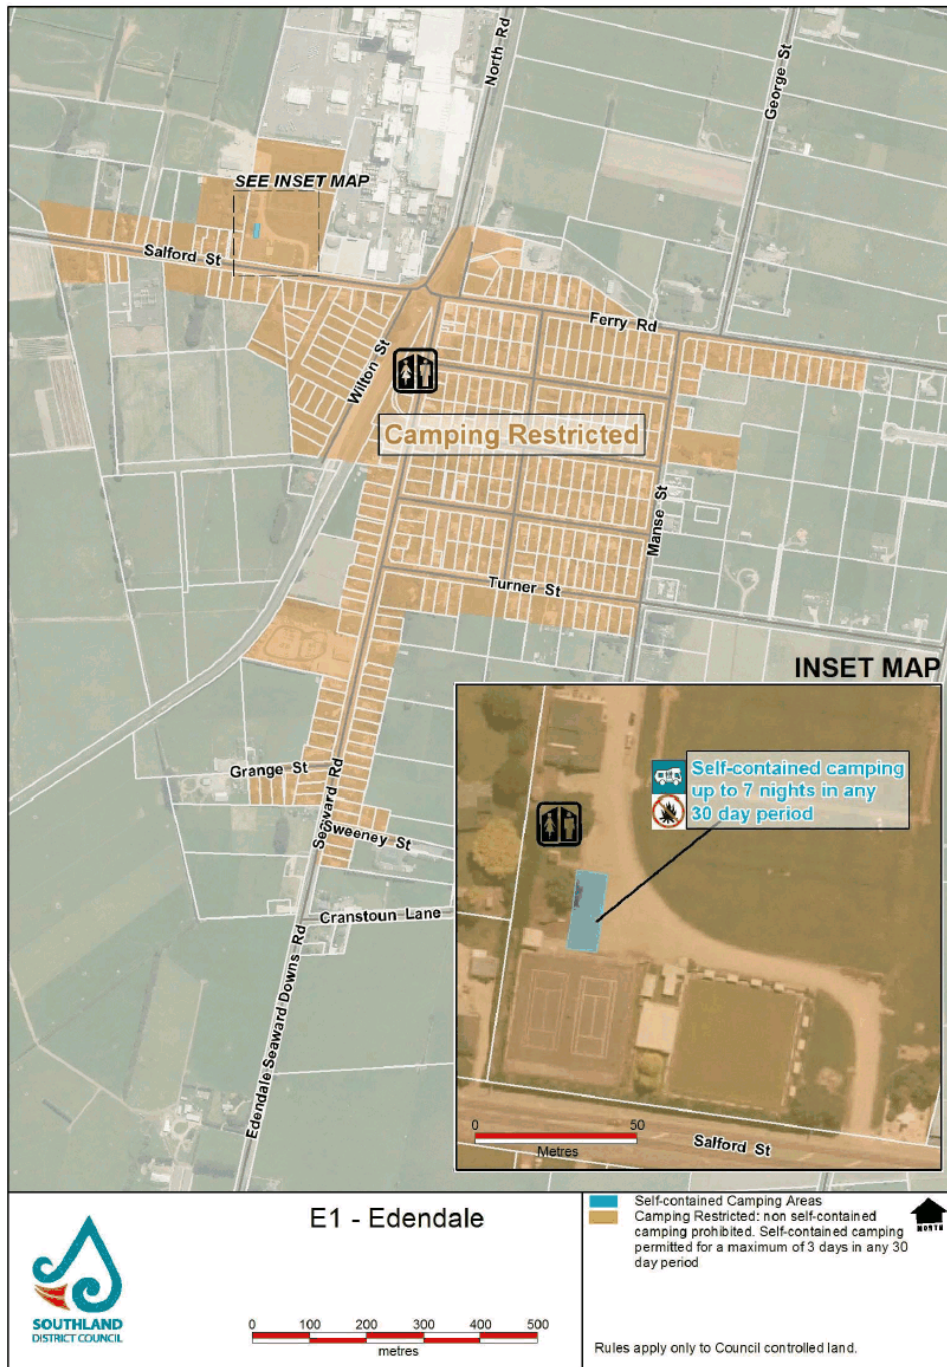 North Rd
George St
SEE INSET MAP
Salford St
Ferry Rd
Wilton St
Camping Restricted
Manse St
Turner St
INSET MAP
Self-contained camping
up to 7 nights in any
30 day period
Grange St
Seaward Rd
Sweeney St
Cranstoun Lane
Edendale Seaward Downs Rd
0 50
Metres
Salford St
E1 - Edendale
SOUTHLAND
DISTRICT COUNCIL
0 100 200 300 400 500
metres
Self-contained Camping Areas
Camping Restricted: non self-contained
camping prohibited. Self-contained camping
permitted for a maximum of 3 days in any 30
day period
NORTH
Rules apply only to Council controlled land.